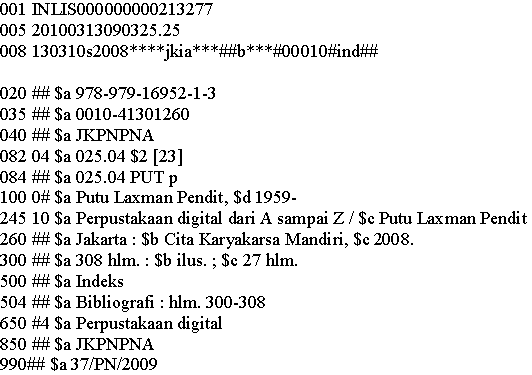 001 INLIS000000000213277
005 20100313090325.25
008 130310s2008****jkia***##b***#00010#ind##
020 ## $a 978-979-16952-1-3
035 ## $a 0010-41301260
040 ## $a JKPNPNA
082 04 $a 025.04 $2 [23]
084 ## $a 025.04 PUT p
100 0# $a Putu Laxman Pendit, $d 1959-
245 10 $a Perpustakaan digital dari A sampai Z / $c Putu Laxman Pendit
260 ## $a Jakarta : $b Cita Karyakarsa Mandiri, $c 2008.
300 ## $a 308 hlm. : $b ilus. ; $c 27 hlm.
500 ## $a Indeks
504 ## $a Bibliografi : hlm. 300-308
650 #4 $a Perpustakaan digital
850 ## $a JKPNPNA
990## $a 37/PN/2009